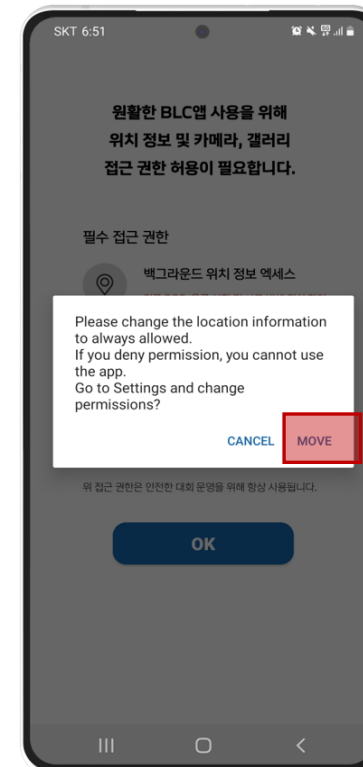 SKT 6:51
원활한 BLC앱 사용을 위해
위치 정보 및 카메라, 갤러리
접근 권한 허용이 필요합니다.
필수 접근 권한
백그라운드 위치 정보 엑세스
Please change the location information
to always allowed.
If you deny permission, you cannot use
the app.
Go to Settings and change
permissions?
CANCEL MOVE
위 접근 권한은 안전한 대회 운영을 위해 항상 사용됩니다.
OK